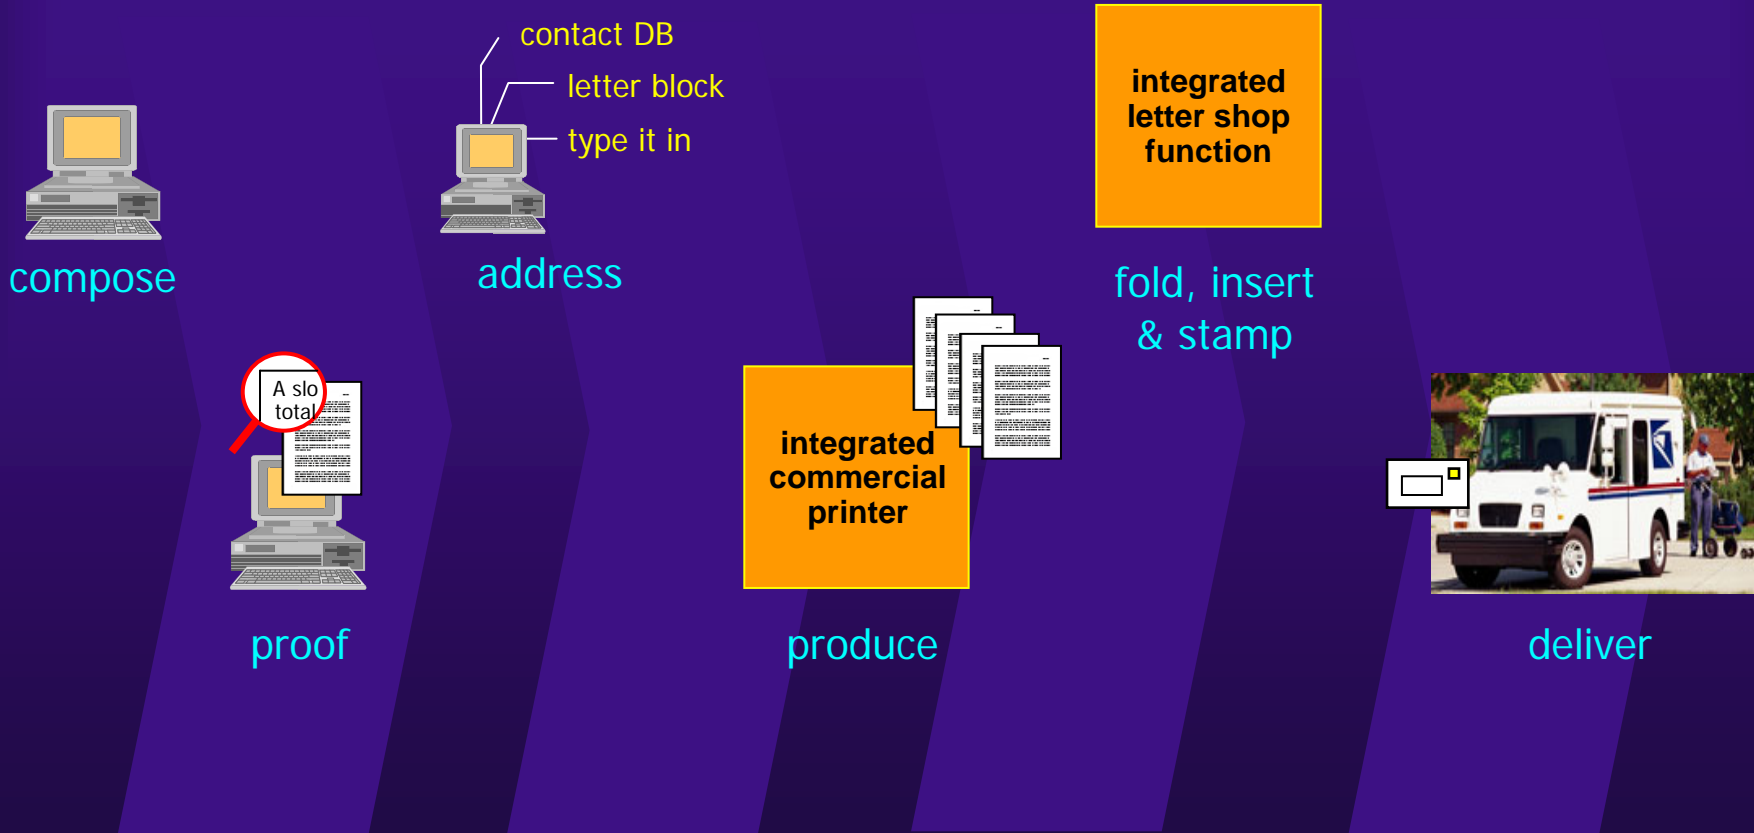 contact DB
letter block
type it in
compose
address
integrated
letter shop
function
fold, insert
& stamp
A slo
total
proof
integrated
commercial
printer
produce
deliver